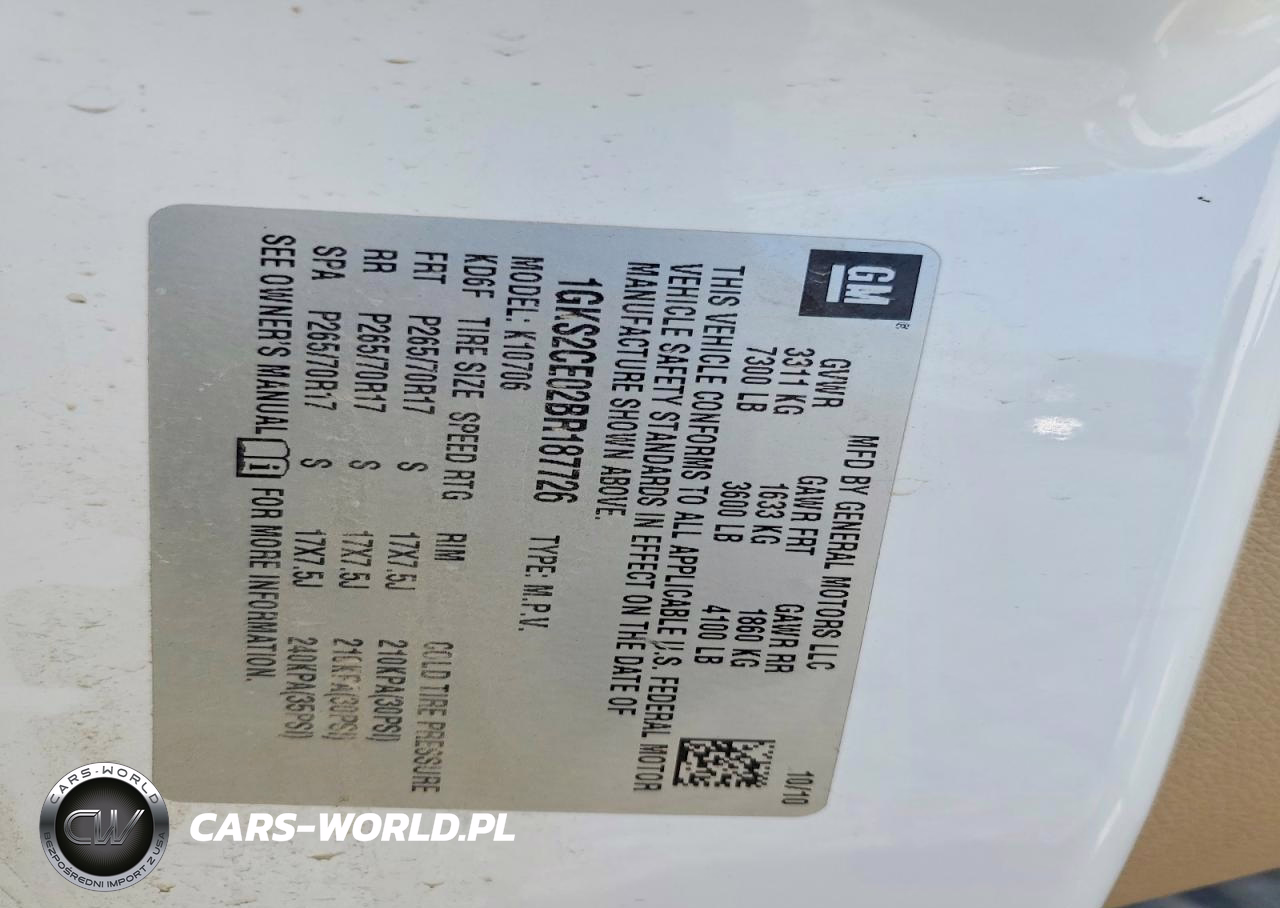 GM
MFD BY GENERAL MOTORS LLC 10/10
GVWR GAWR FRT GAWR RR
3311 KG 1633 KG 1860 KG
7300 LB 3600 LB 4100 LB
THIS VEHICLE CONFORMS TO ALL APPLICABLE U.S. FEDERAL MOTOR
VEHICLE SAFETY STANDARDS IN EFFECT ON THE DATE OF
MANUFACTURE SHOWN ABOVE.
1GKS2CE02BR187726 TYPE: M.P.V.
MODEL: K10706
KD6F TIRE SIZE SPEED RTG RIM COLD TIRE PRESSURE
FRT P265/70R17 S 17X7.5J 210KPA(30PSI)
RR P265/70R17 S 17X7.5J 210KPA(30PSI)
SPA P265/70R17 S 17X7.5J 240KPA(35PSI)
SEE OWNER'S MANUAL FOR MORE INFORMATION.
CARS-WORLD
CW
BEZPOŚREDNI IMPORT Z USA
CARS-WORLD.PL